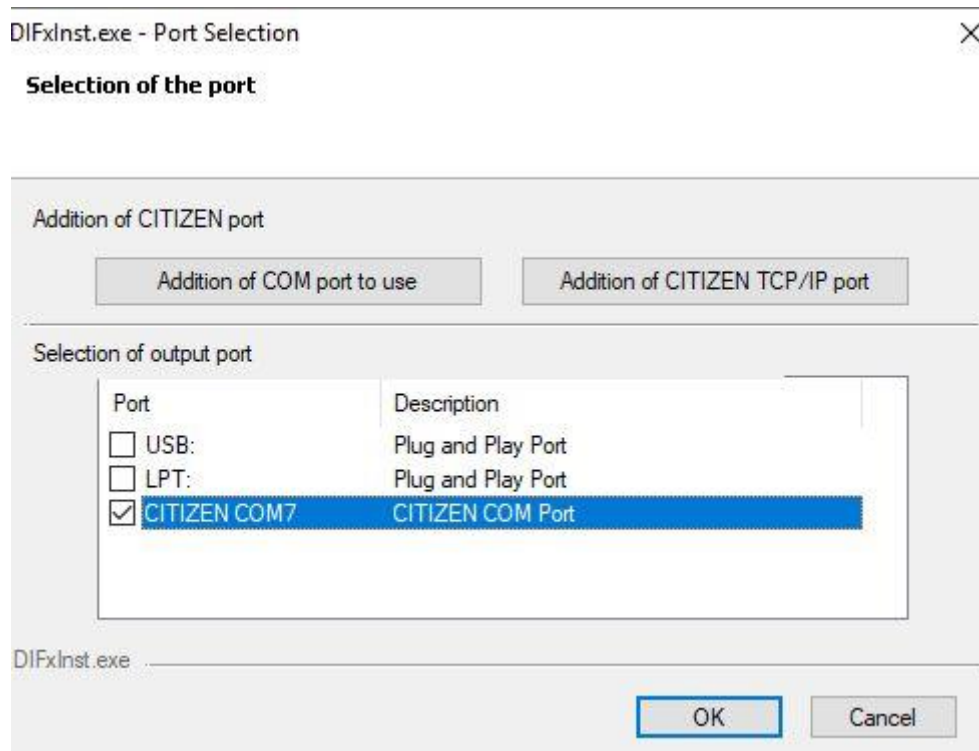 DIFxInst.exe - Port Selection
Selection of the port
Addition of CITIZEN port
Addition of COM port to use
Addition of CITIZEN TCP/IP port
Selection of output port
Port Description
USB: Plug and Play Port
LPT: Plug and Play Port
CITIZEN COM7 CITIZEN COM Port
DIFxInst.exe
OK Cancel